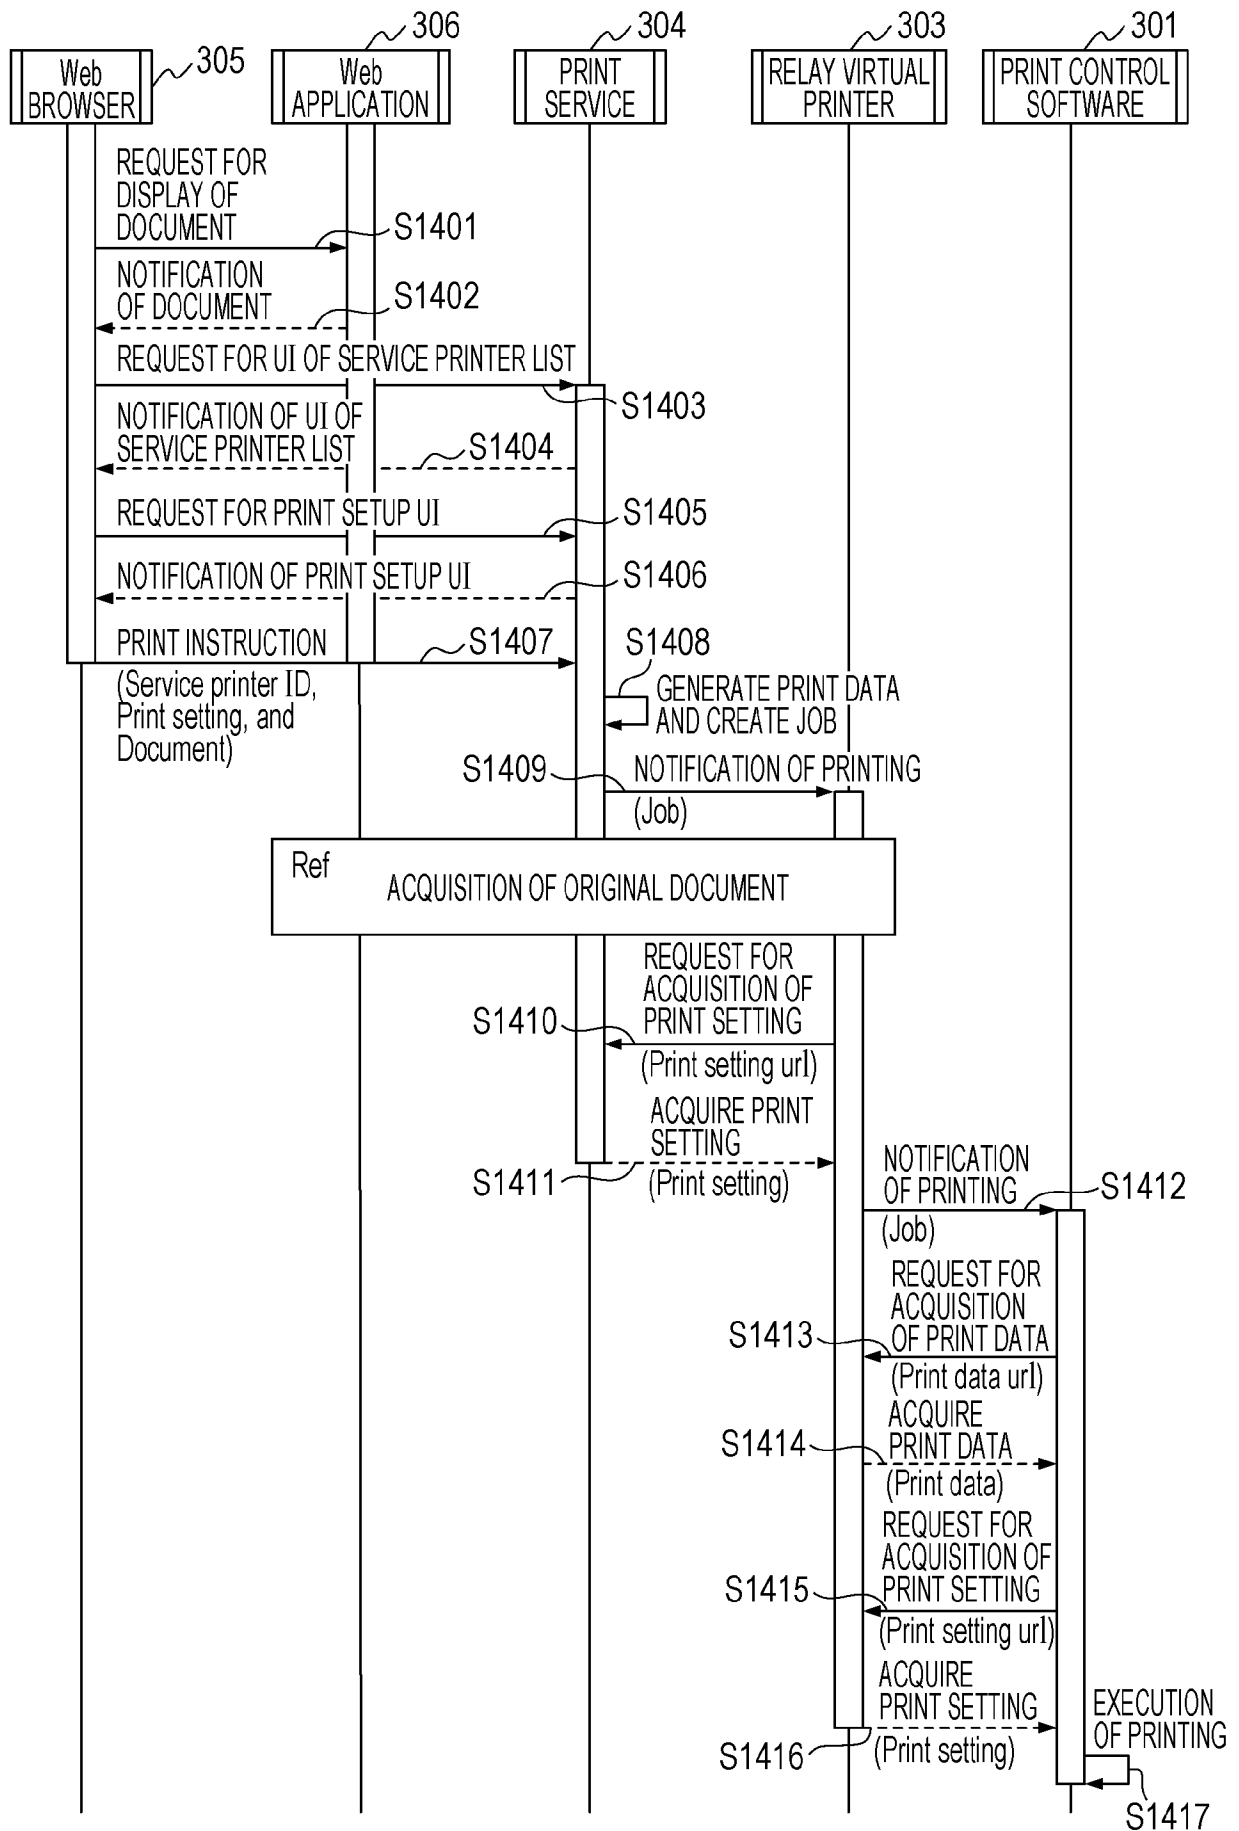 305
306
304
303
301
Web
BROWSER
Web
APPLICATION
PRINT
SERVICE
RELAY VIRTUAL
PRINTER
PRINT CONTROL
SOFTWARE
REQUEST FOR
DISPLAY OF
DOCUMENT
S1401
NOTIFICATION
OF DOCUMENT
S1402
REQUEST FOR UI OF SERVICE PRINTER LIST
S1403
NOTIFICATION OF UI OF
SERVICE PRINTER LIST
S1404
REQUEST FOR PRINT SETUP UI
S1405
NOTIFICATION OF PRINT SETUP UI
S1406
PRINT INSTRUCTION
S1407
(Service printer ID,
Print setting, and
Document)
S1408
GENERATE PRINT DATA
AND CREATE JOB
S1409
NOTIFICATION OF PRINTING
(Job)
Ref
ACQUISITION OF ORIGINAL DOCUMENT
REQUEST FOR
ACQUISITION OF
PRINT SETTING
S1410
(Print setting url)
ACQUIRE PRINT
SETTING
S1411
(Print setting)
NOTIFICATION
OF PRINTING
S1412
(Job)
REQUEST FOR
ACQUISITION
OF PRINT DATA
S1413
(Print data url)
ACQUIRE
PRINT DATA
S1414
(Print data)
REQUEST FOR
ACQUISITION OF
PRINT SETTING
S1415
(Print setting url)
ACQUIRE
PRINT SETTING
S1416
(Print setting)
EXECUTION
OF PRINTING
S1417